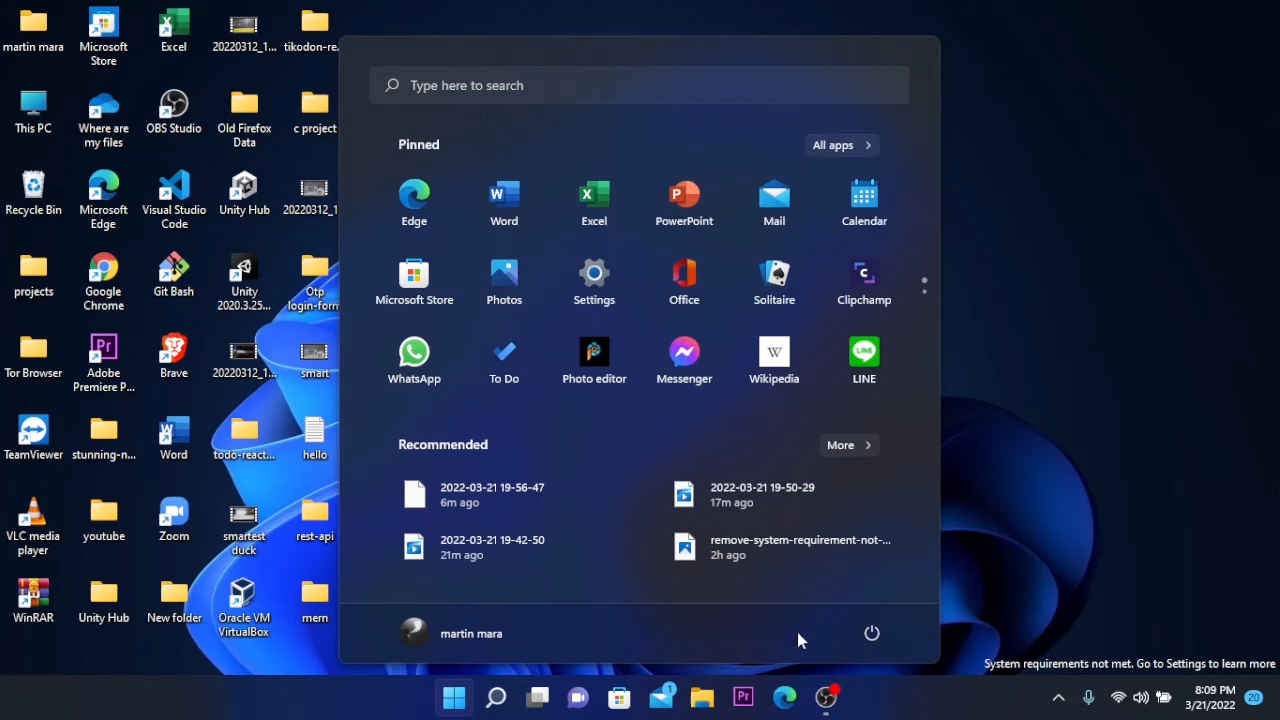 martin mara
Microsoft
Store
Excel
20220312_1...
tikodon-re...
This PC
Where are
my files
OBS Studio
Old Firefox
Data
c project
Recycle Bin
Microsoft
Edge
Visual Studio
Code
Unity Hub
20220312_1
projects
Google
Chrome
Git Bash
Unity
2020.3.25...
Otp
login-form
Tor Browser
Adobe
Premiere P...
Brave
20220312_1...
smart
TeamViewer
stunning-n...
Word
todo-react...
hello
VLC media
player
youtube
Zoom
smartest
duck
rest-api
WinRAR
Unity Hub
New folder
Oracle VM
VirtualBox
mern
Type here to search
Pinned
All apps
Edge
Word
Excel
PowerPoint
Mail
Calendar
Microsoft Store
Photos
Settings
Office
Solitaire
Clipchamp
WhatsApp
To Do
Photo editor
Messenger
Wikipedia
LINE
Recommended
More
2022-03-21 19-56-47
6m ago
2022-03-21 19-50-29
17m ago
2022-03-21 19-42-50
21m ago
remove-system-requirement-not-...
2h ago
martin mara
System requirements not met. Go to Settings to learn more
1
8:09 PM
3/21/2022
20